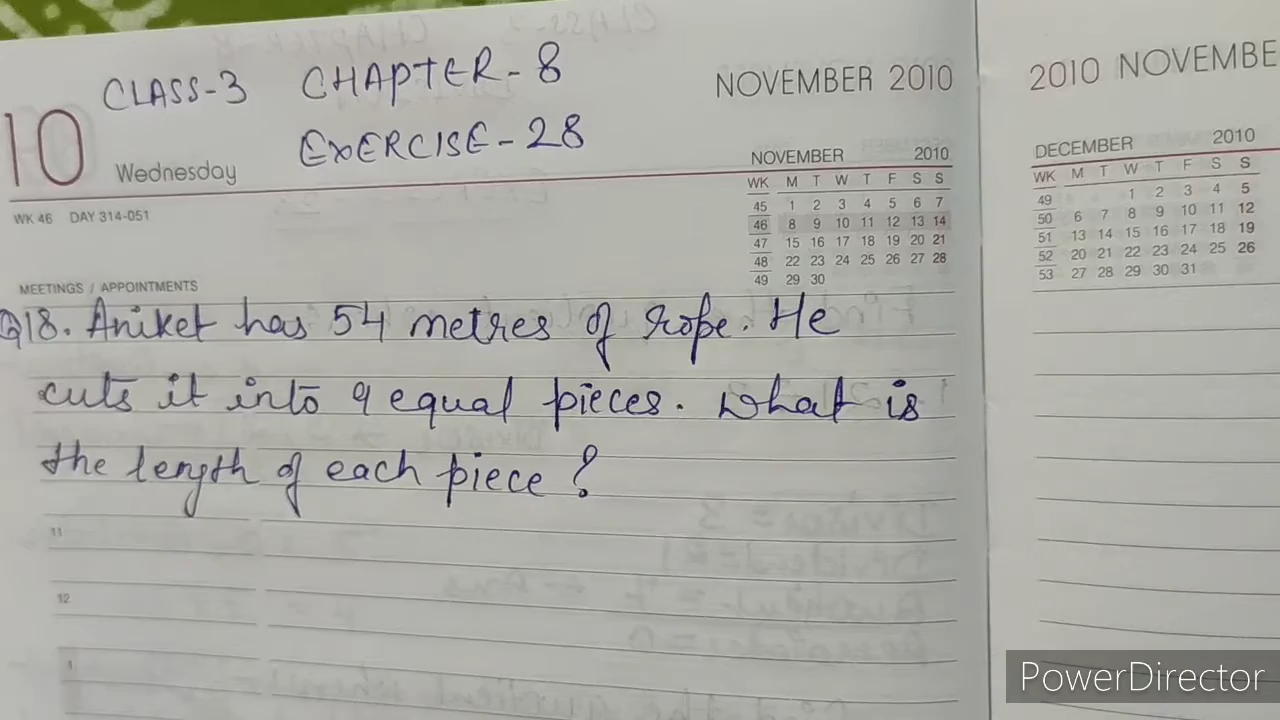 CLASS-3 CHAPTER-8
EXERCISE-28
10 Wednesday
WK 46 DAY 314-051
NOVEMBER 2010
NOVEMBER 2010
WK M T W T F S S
45 1 2 3 4 5 6 7
46 8 9 10 11 12 13 14
47 15 16 17 18 19 20 21
48 22 23 24 25 26 27 28
49 29 30
MEETINGS / APPOINTMENTS
Q18. Aniket has 54 metres of rope. He
cuts it into 9 equal pieces. What is
the length of each piece?
11
12
1
2010 NOVEMBE
DECEMBER 2010
WK M T W T F S S
49 1 2 3 4 5
50 6 7 8 9 10 11 12
51 13 14 15 16 17 18 19
52 20 21 22 23 24 25 26
53 27 28 29 30 31
PowerDirector